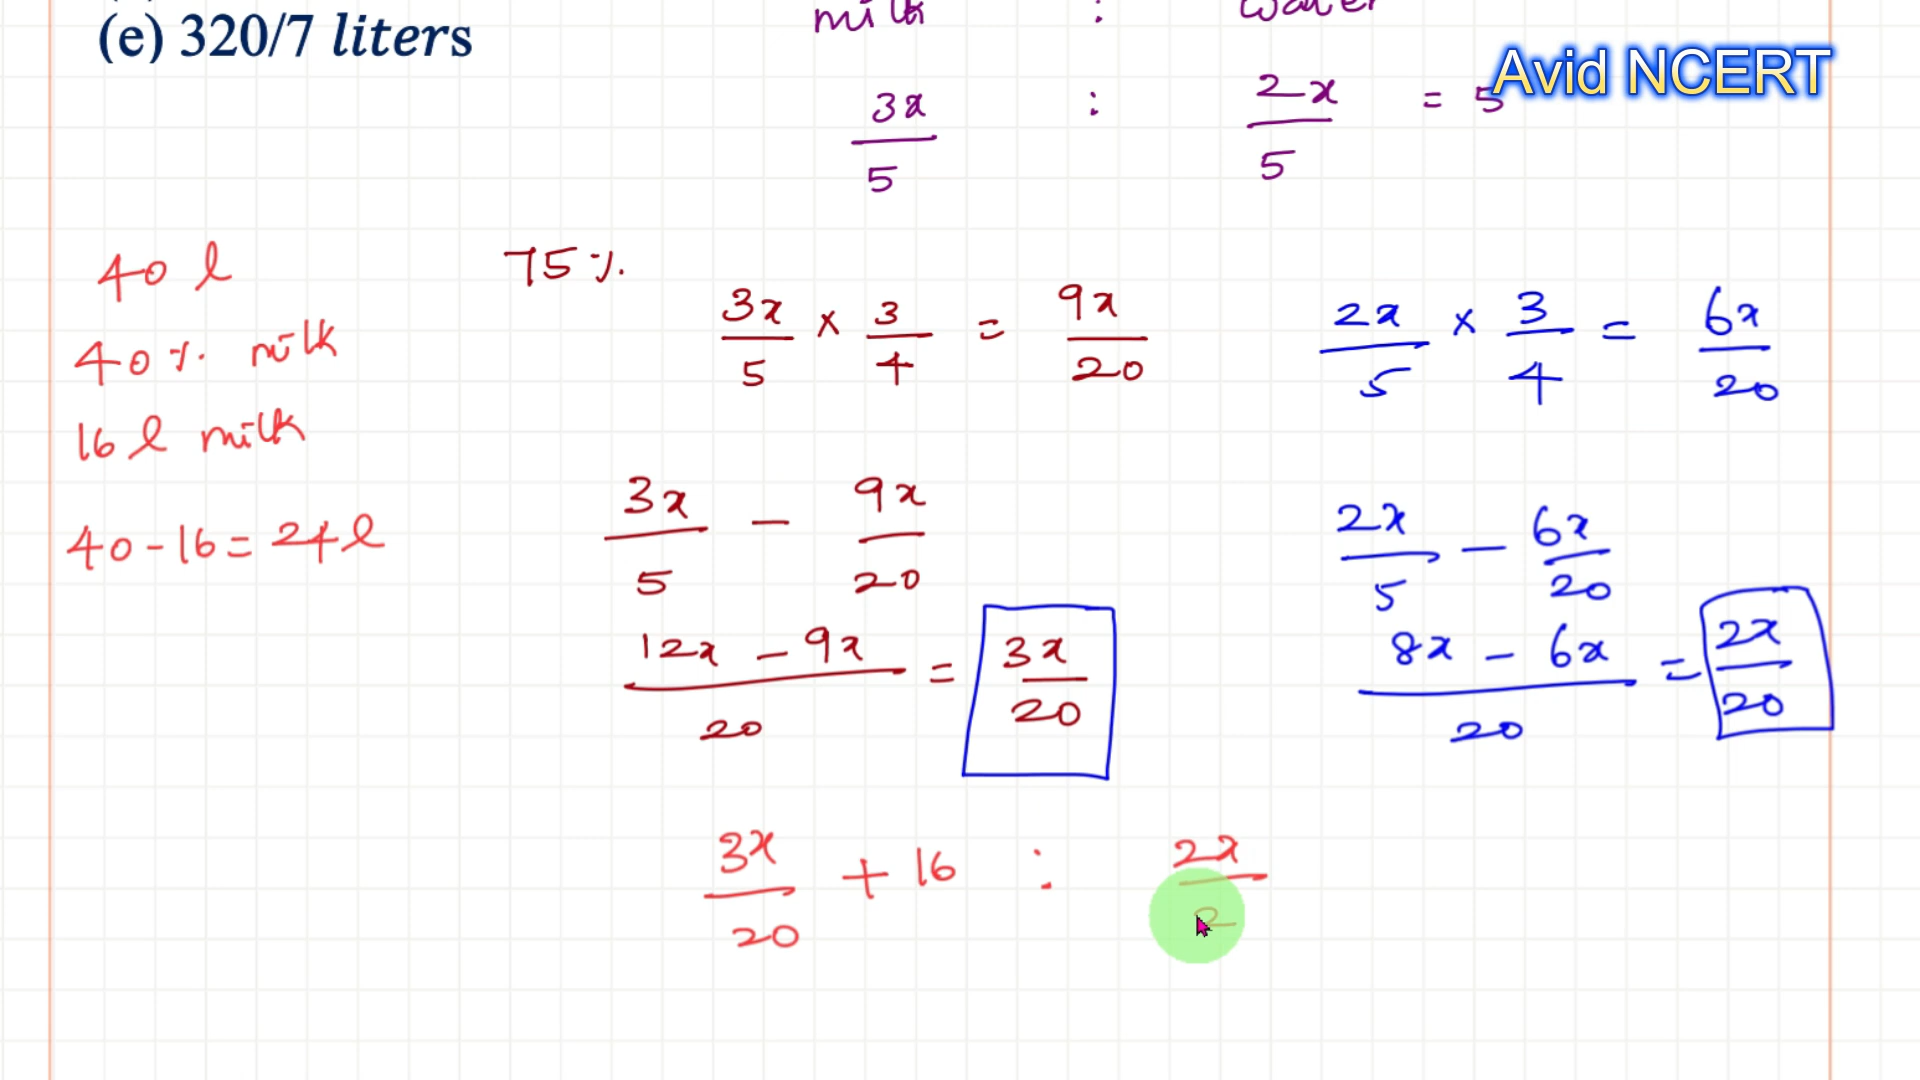 (e) 320/7 liters
milk : water
Avid NCERT
3x/5 : 2x/5 = 5
40 l
40 % milk
16 l milk
40 - 16 = 24 l
75 %
3x/5 × 3/4 = 9x/20
2x/5 × 3/4 = 6x/20
3x/5 - 9x/20
2x/5 - 6x/20
12x - 9x/20 = 3x/20
8x - 6x/20 = 2x/20
3x/20 + 16 : 2x/2